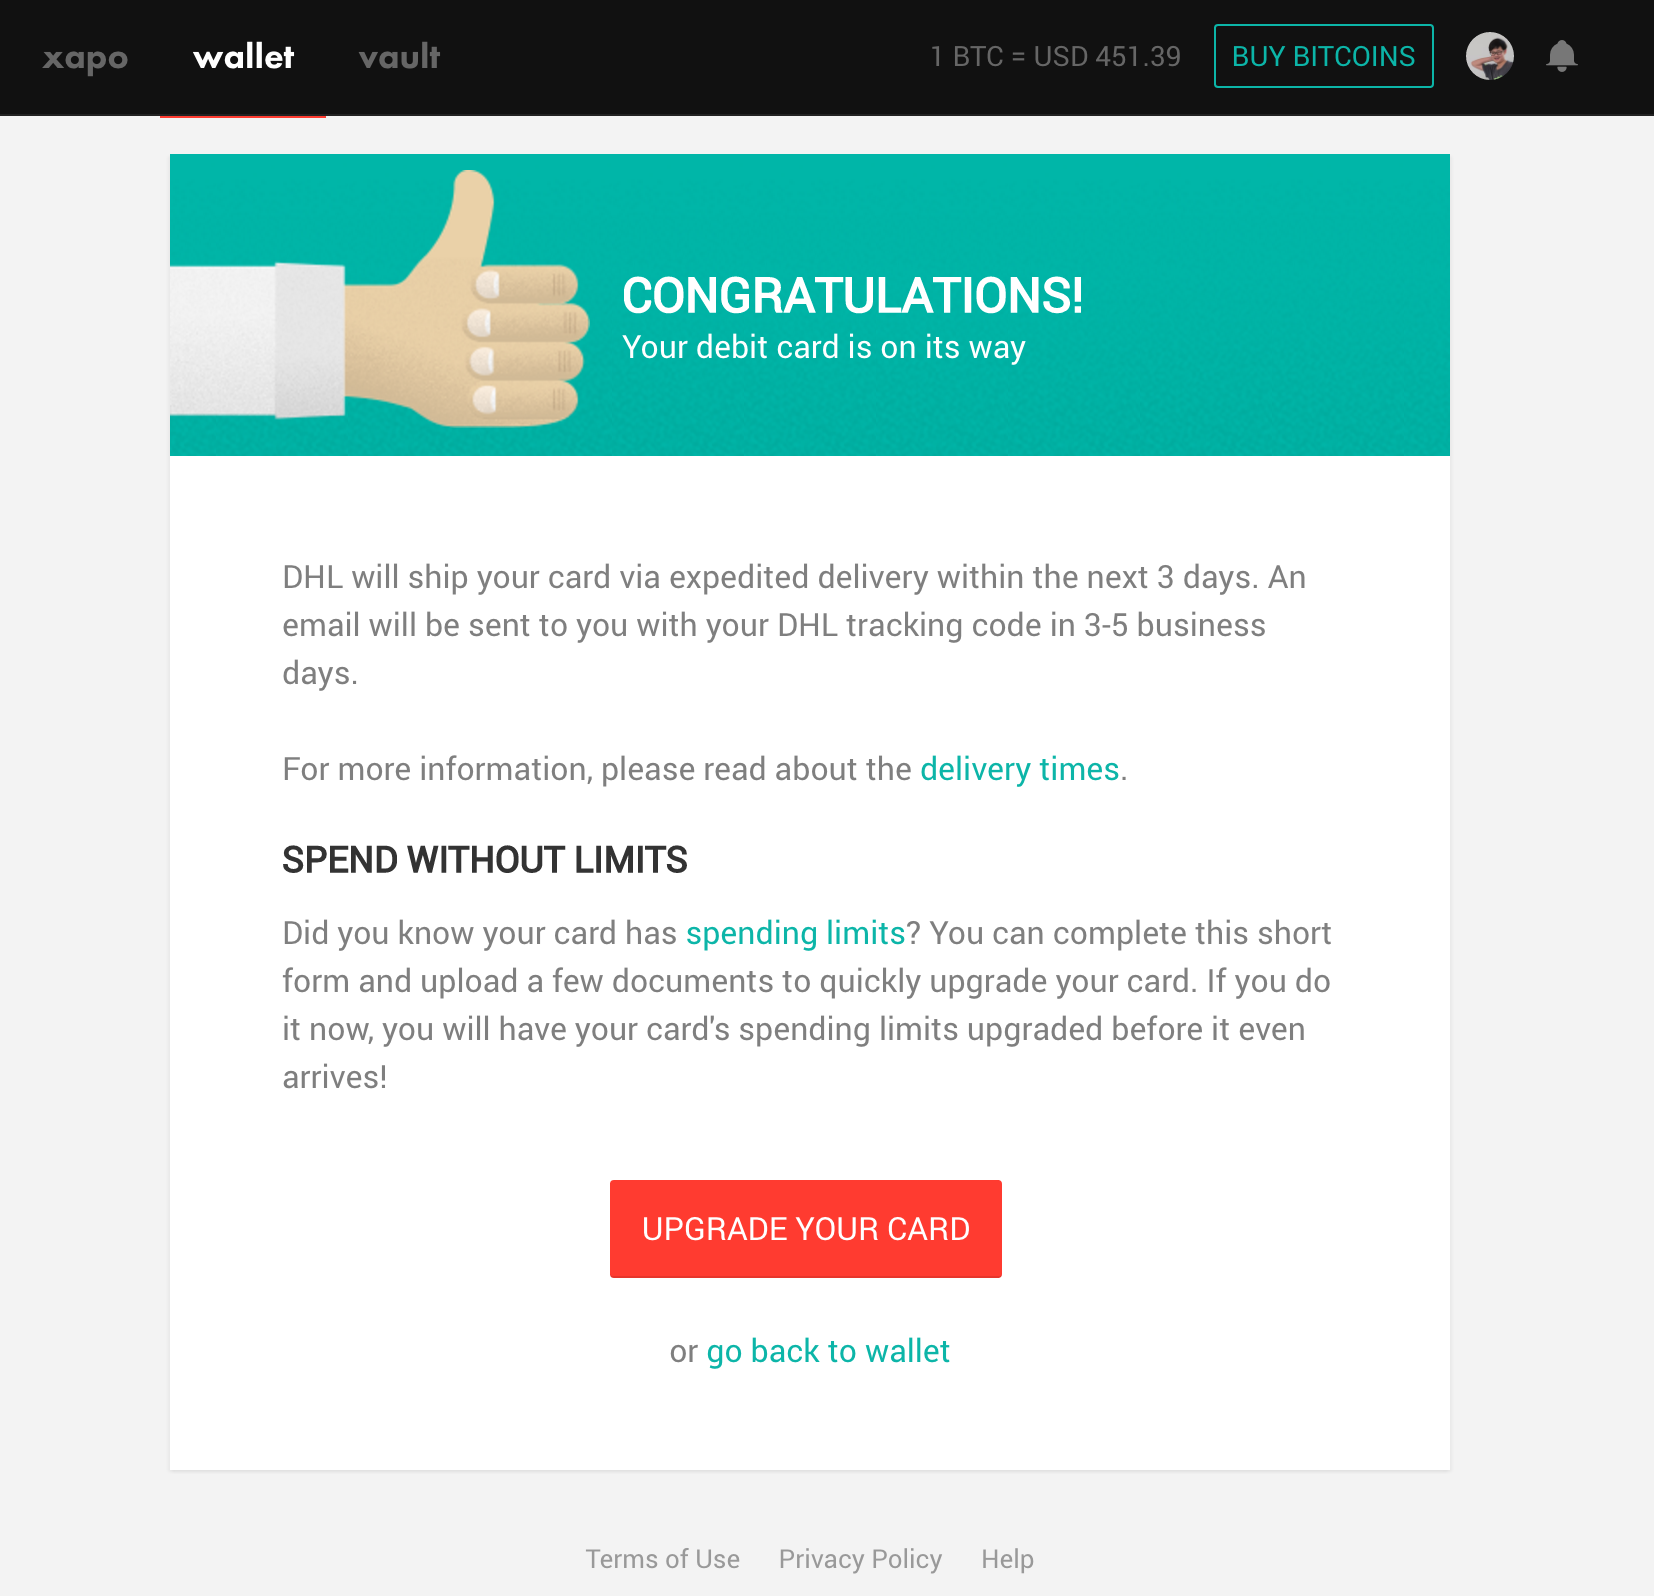 xapo
wallet
vault
1 BTC = USD 451.39
BUY BITCOINS
CONGRATULATIONS!
Your debit card is on its way
DHL will ship your card via expedited delivery within the next 3 days. An
email will be sent to you with your DHL tracking code in 3-5 business
days.
For more information, please read about the delivery times.
SPEND WITHOUT LIMITS
Did you know your card has spending limits? You can complete this short
form and upload a few documents to quickly upgrade your card. If you do
it now, you will have your card's spending limits upgraded before it even
arrives!
UPGRADE YOUR CARD
or go back to wallet
Terms of Use
Privacy Policy
Help